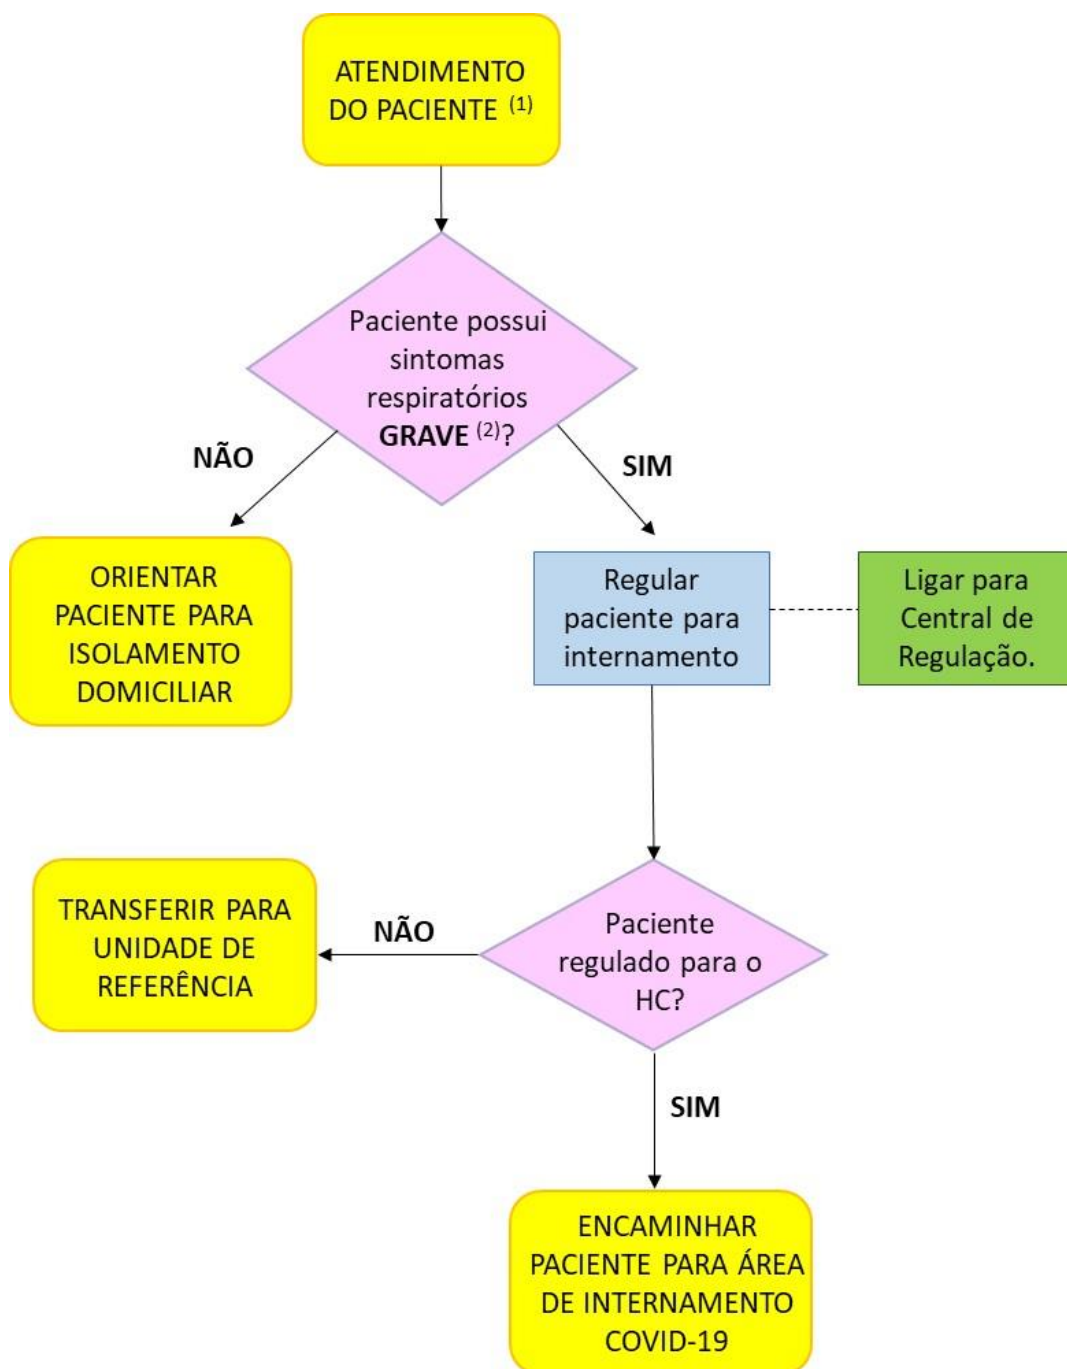 ATENDIMENTO
DO PACIENTE (1)
Paciente possui
sintomas
respiratórios
GRAVE (2)?
NÃO
SIM
ORIENTAR
PACIENTE PARA
ISOLAMENTO
DOMICILIAR
Regular
paciente para
internamento
Ligar para
Central de
Regulação.
TRANSFERIR PARA
UNIDADE DE
REFERÊNCIA
NÃO
Paciente
regulado para o
HC?
SIM
ENCAMINHAR
PACIENTE PARA ÁREA
DE INTERNAMENTO
COVID-19